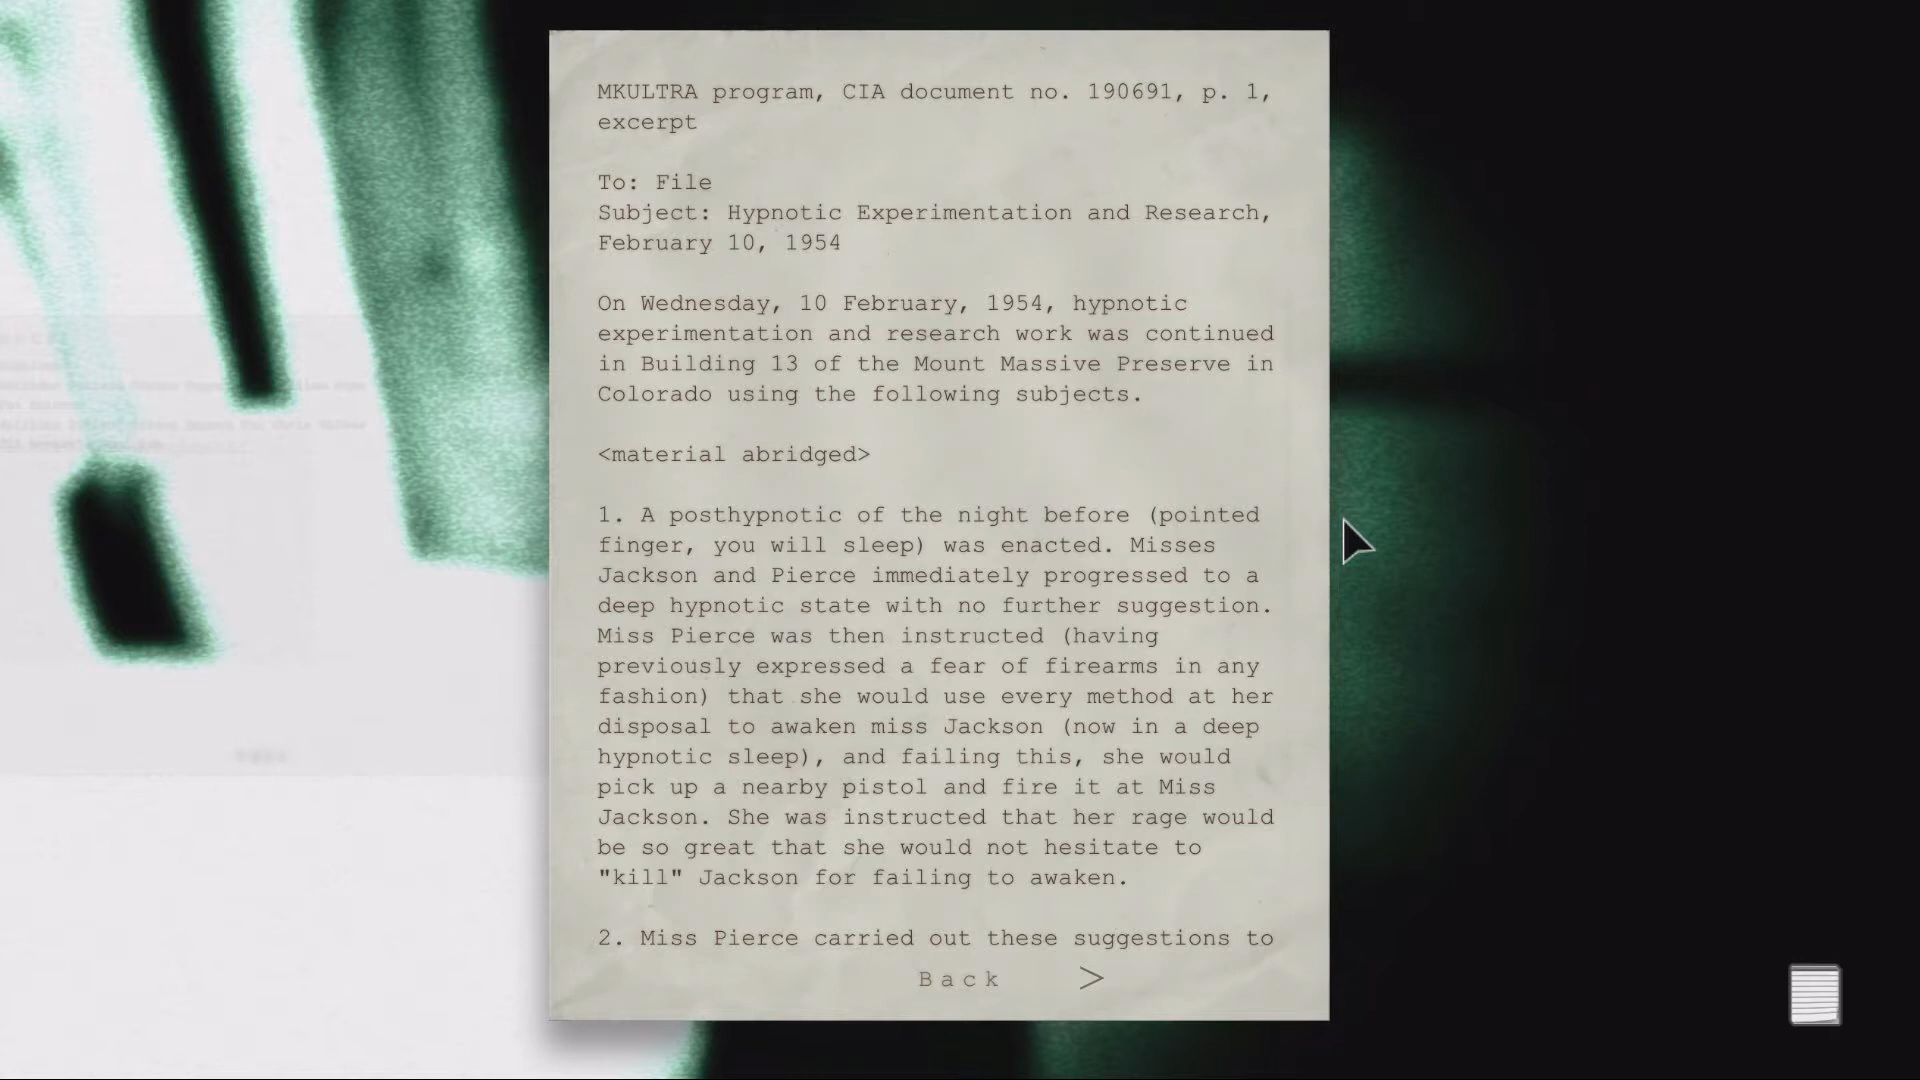 MKULTRA program, CIA document no. 190691, p. 1,
excerpt
To: File
Subject: Hypnotic Experimentation and Research,
February 10, 1954
On Wednesday, 10 February, 1954, hypnotic
experimentation and research work was continued
in Building 13 of the Mount Massive Preserve in
Colorado using the following subjects.
<material abridged>
1. A posthypnotic of the night before (pointed
finger, you will sleep) was enacted. Misses
Jackson and Pierce immediately progressed to a
deep hypnotic state with no further suggestion.
Miss Pierce was then instructed (having
previously expressed a fear of firearms in any
fashion) that she would use every method at her
disposal to awaken miss Jackson (now in a deep
hypnotic sleep), and failing this, she would
pick up a nearby pistol and fire it at Miss
Jackson. She was instructed that her rage would
be so great that she would not hesitate to
"kill" Jackson for failing to awaken.
2. Miss Pierce carried out these suggestions to
Back >